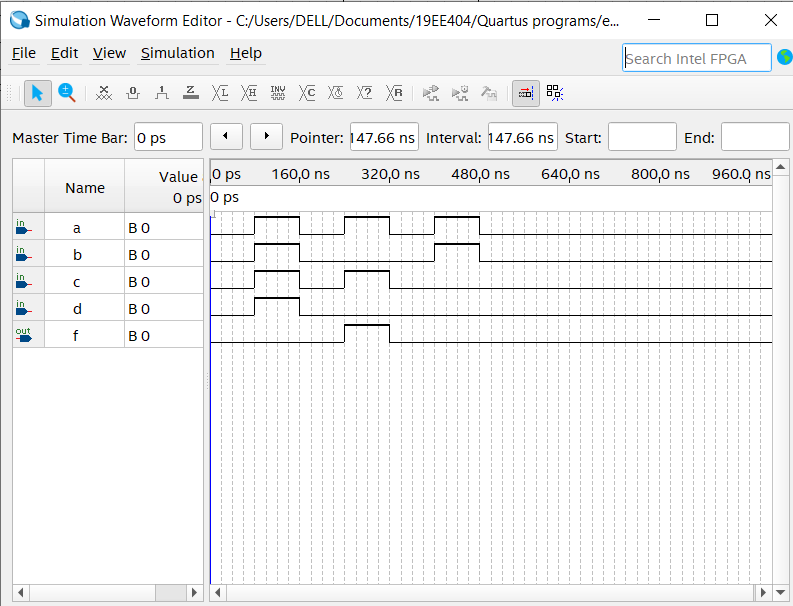 Simulation Waveform Editor - C:/Users/DELL/Documents/19EE404/Quartus programs/e...
File Edit View Simulation Help
Search Intel FPGA
Master Time Bar: 0 ps Pointer: 147.66 ns Interval: 147.66 ns Start: End:
Name Value 0 ps
0 ps 160,0 ns 320,0 ns 480,0 ns 640,0 ns 800,0 ns 960.0 ns
0 ps
in a B 0
in b B 0
in c B 0
in d B 0
out f B 0